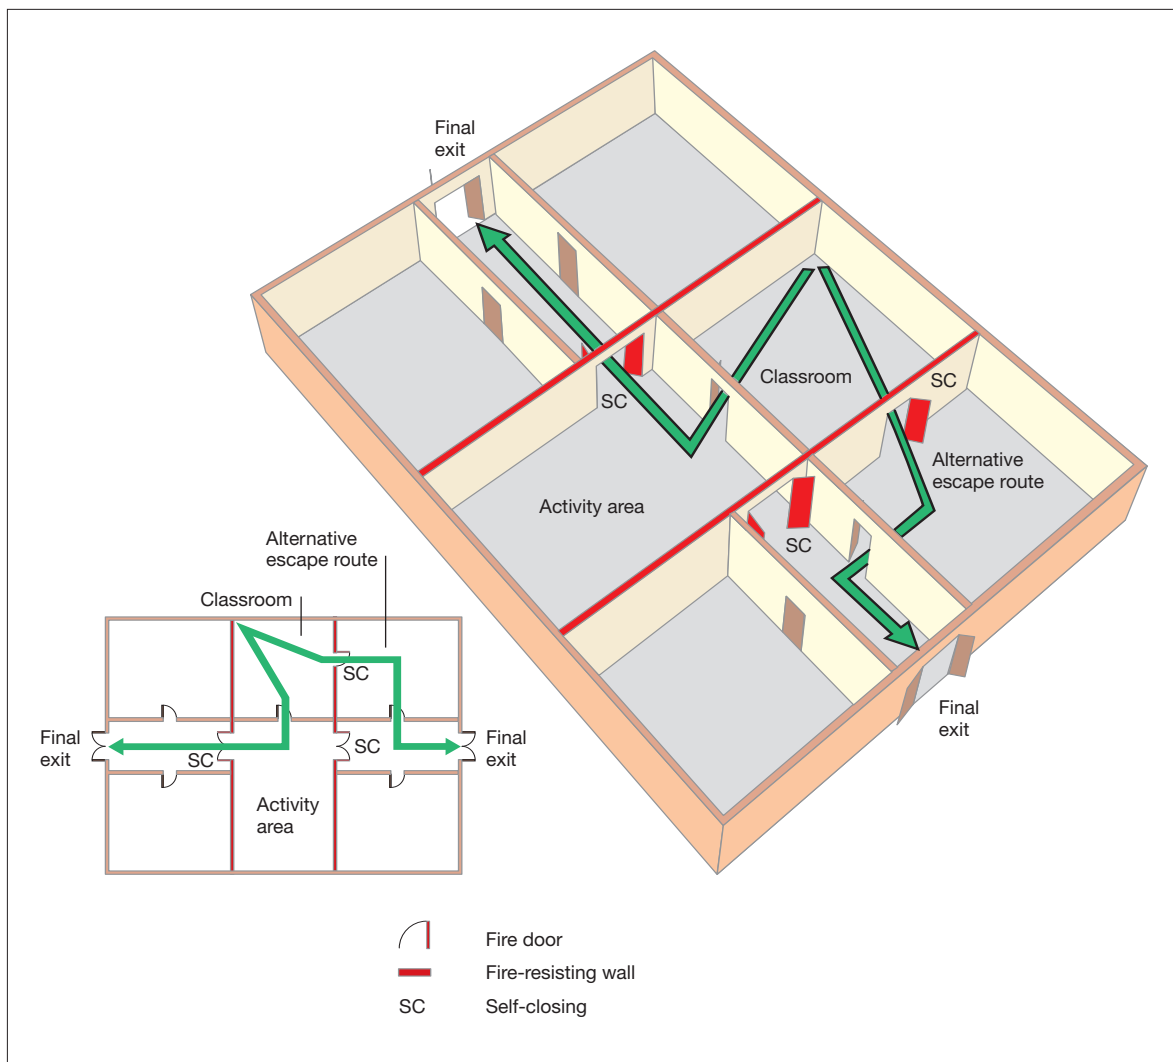 Final
exit
Classroom
SC
SC
Alternative
escape route
Activity area
SC
Final
exit
Alternative
escape route
Classroom
SC
Final
exit
SC
SC
Final
exit
Activity
area
Fire door
Fire-resisting wall
SC
Self-closing